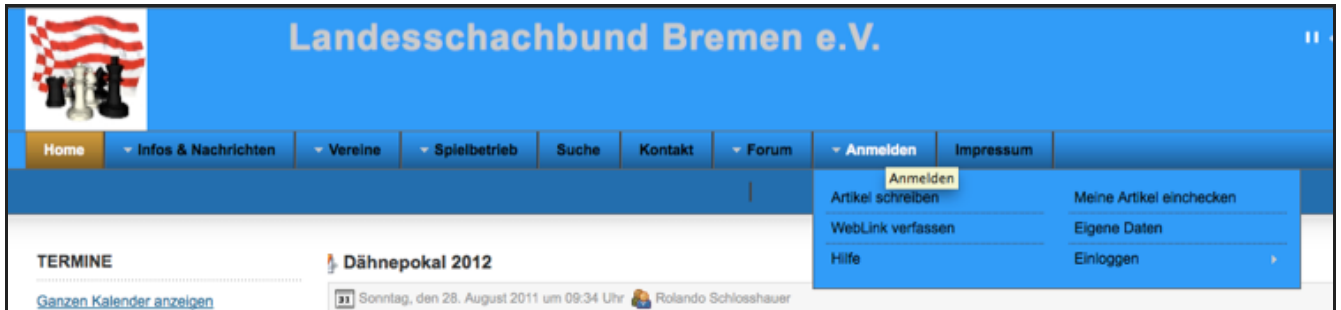 Landesschachbund Bremen e.V.
Home Infos & Nachrichten Vereine Spielbetrieb Suche Kontakt Forum Anmelden Impressum
Anmelden
Artikel schreiben Meine Artikel einchecken
WebLink verfassen Eigene Daten
Hilfe Einloggen
TERMINE
Ganzen Kalender anzeigen
Dähnepokal 2012
31 Sonntag, den 28. August 2011 um 09:34 Uhr Rolando Schlosshauer